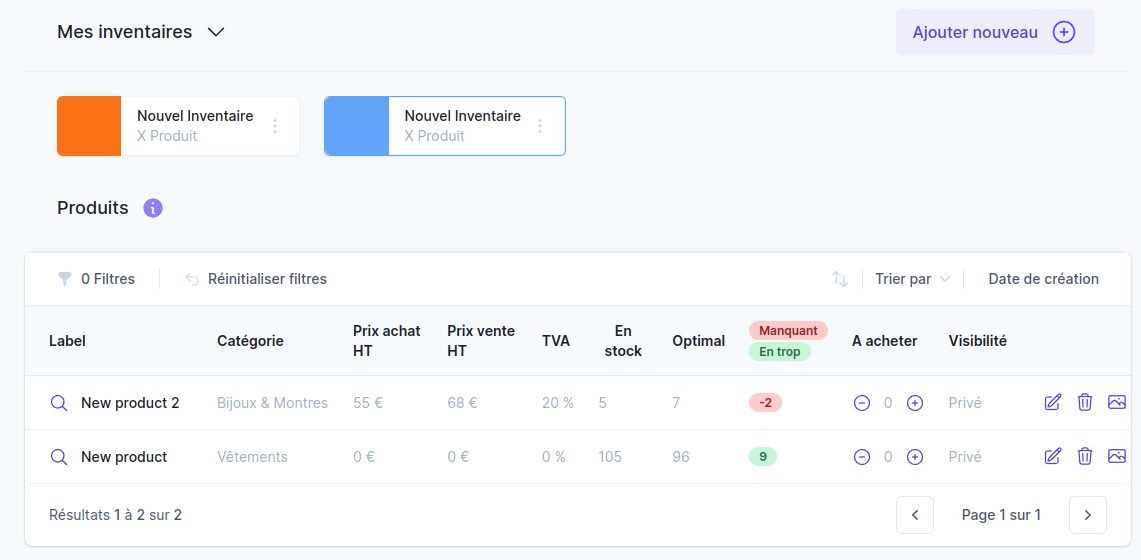 Mes inventaires
Ajouter nouveau
Nouvel Inventaire
X Produit
Nouvel Inventaire
X Produit
Produits
0 Filtres
Réinitialiser filtres
Trier par
Date de création
Label
Catégorie
Prix achat
HT
Prix vente
HT
TVA
En
stock
Optimal
Manquant
En trop
A acheter
Visibilité
New product 2 Bijoux & Montres 55 € 68 € 20 % 5 7 -2 0 Privé
New product Vêtements 0 € 0 € 0 % 105 96 9 0 Privé
Résultats 1 à 2 sur 2
Page 1 sur 1